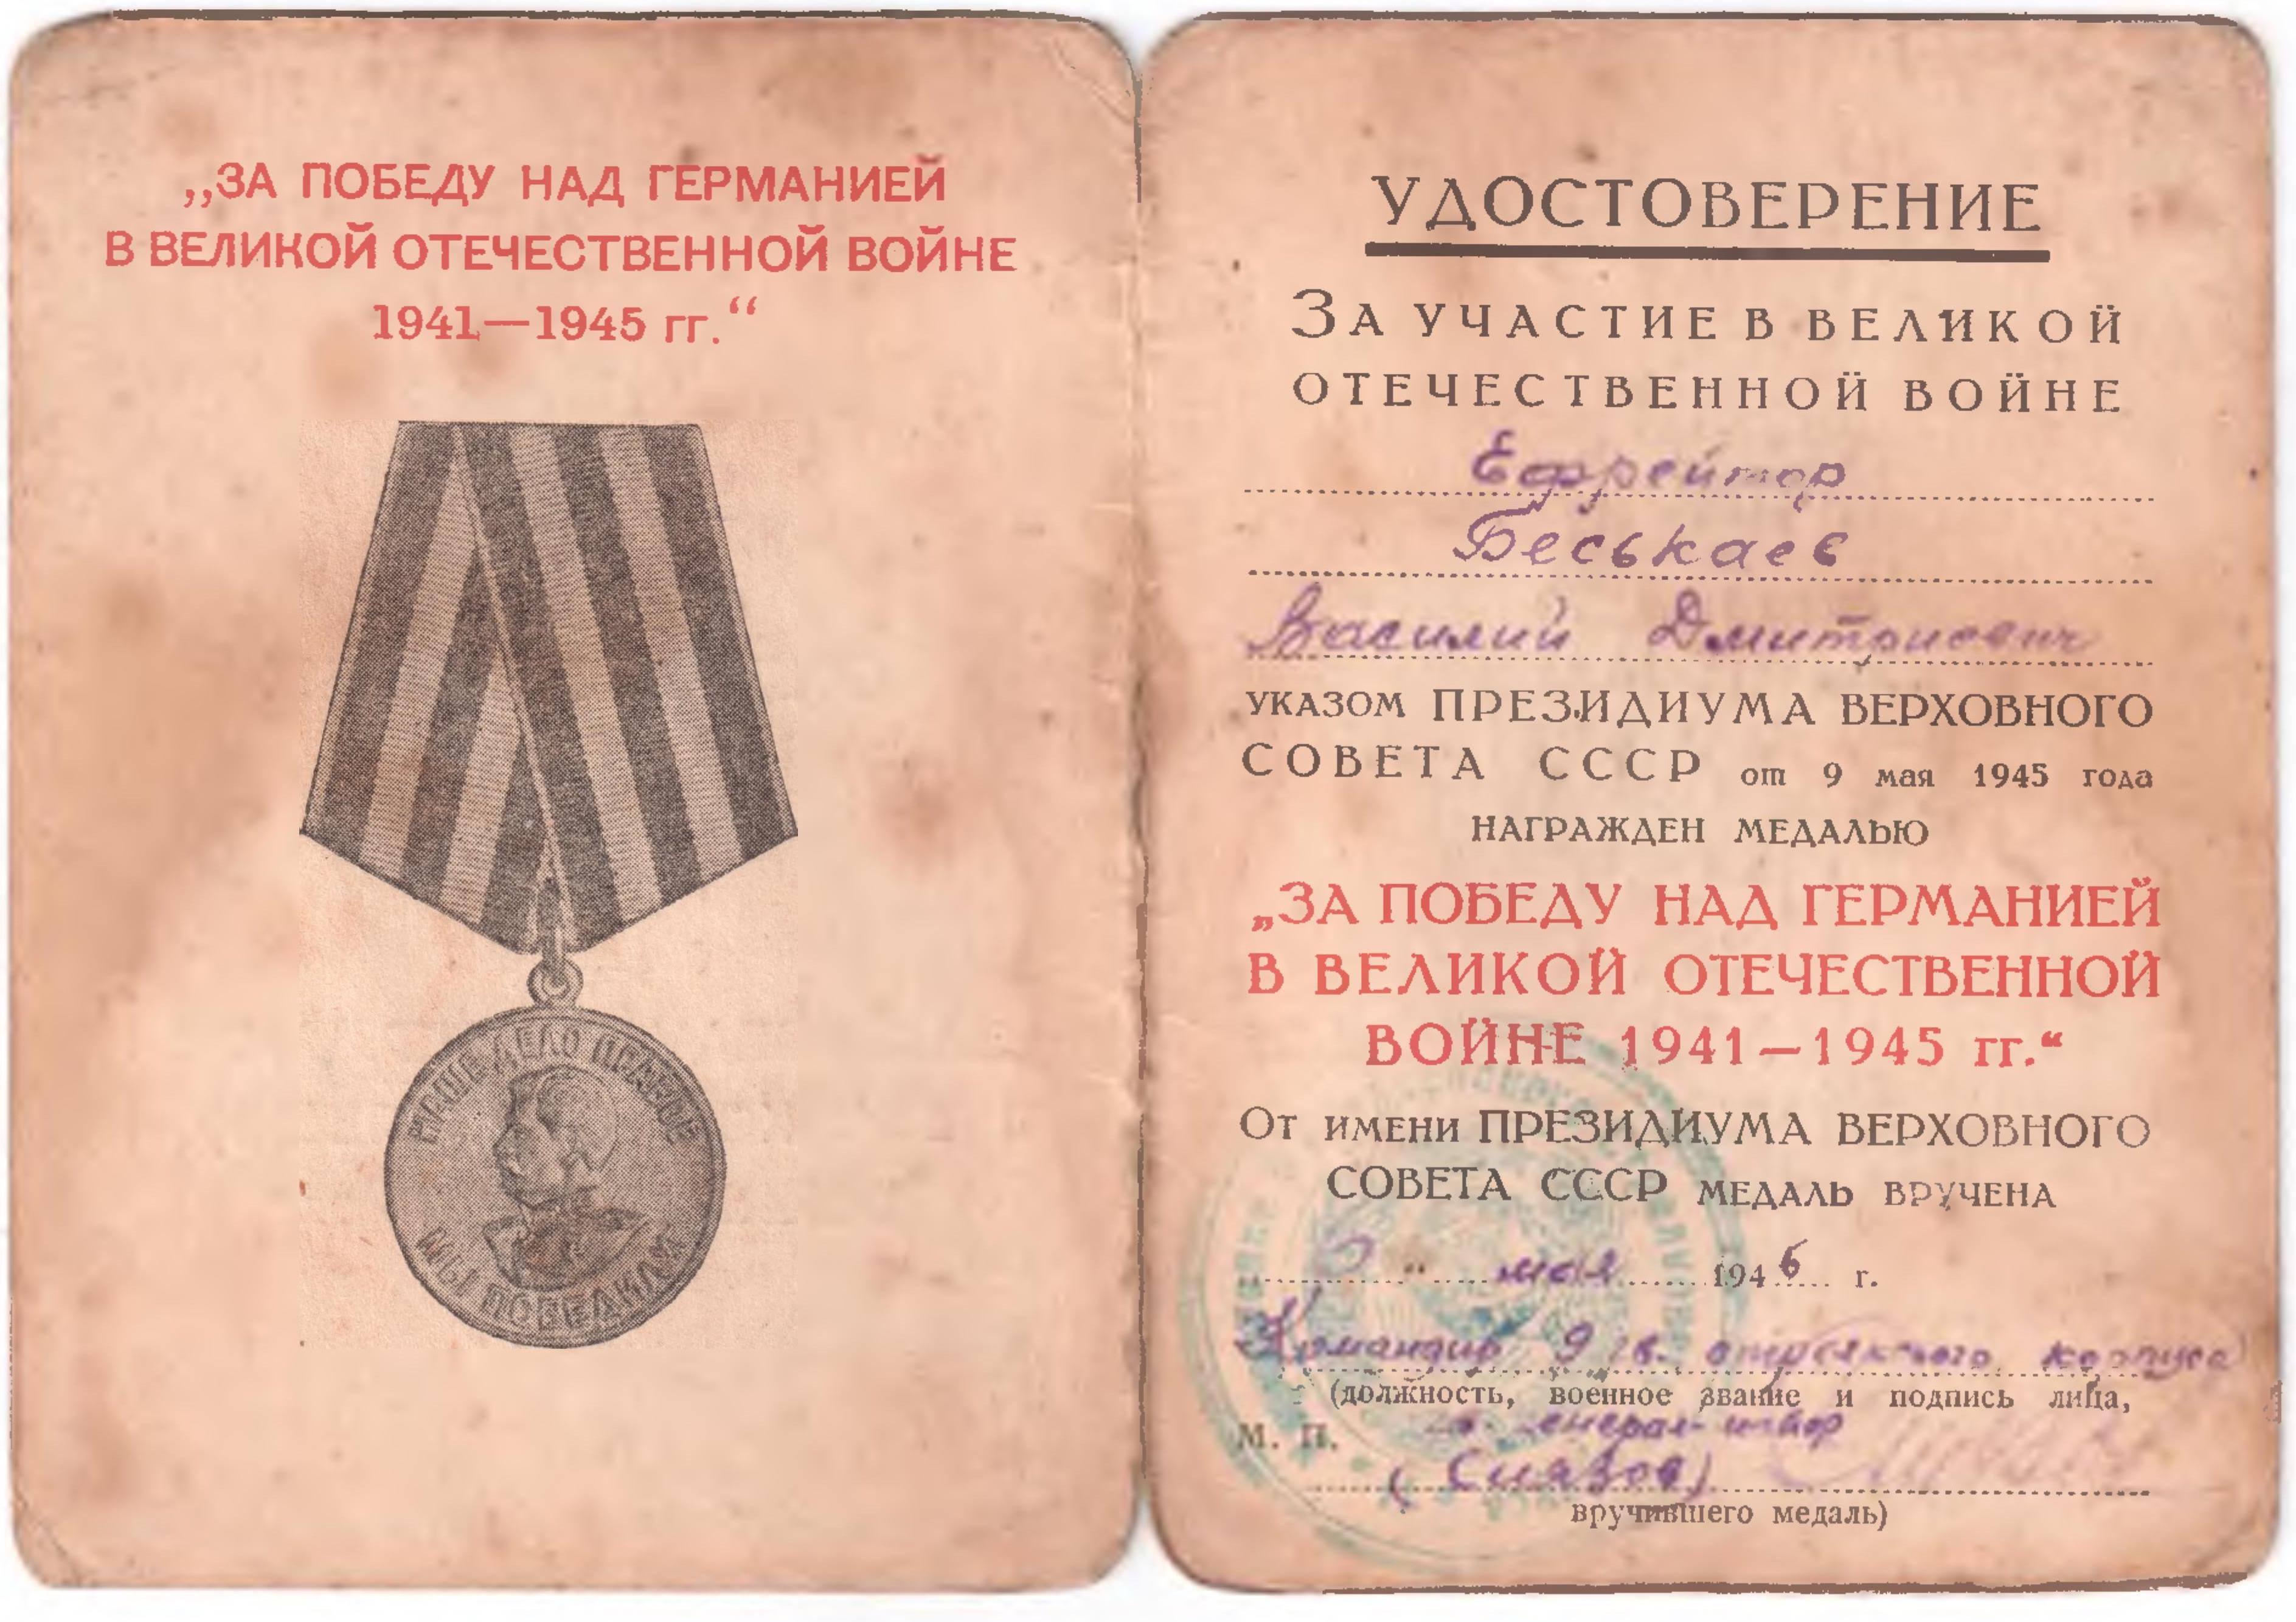 „ЗА ПОБЕДУ НАД ГЕРМАНИЕЙ
В ВЕЛИКОЙ ОТЕЧЕСТВЕННОЙ ВОЙНЕ
1941—1945 гг.“
НАШЕ ДЕЛО ПРАВОЕ
МЫ ПОБЕДИЛИ
УДОСТОВЕРЕНИЕ
ЗА УЧАСТИЕ В ВЕЛИКОЙ
ОТЕЧЕСТВЕННОЙ ВОЙНЕ
Ефрейтор
Беськаев
Василий Дмитриевич
УКАЗОМ ПРЕЗИДИУМА ВЕРХОВНОГО
СОВЕТА СССР от 9 мая 1945 года
НАГРАЖДЕН МЕДАЛЬЮ
„ЗА ПОБЕДУ НАД ГЕРМАНИЕЙ
В ВЕЛИКОЙ ОТЕЧЕСТВЕННОЙ
ВОЙНЕ 1941—1945 гг.“
ОТ ИМЕНИ ПРЕЗИДИУМА ВЕРХОВНОГО
СОВЕТА СССР МЕДАЛЬ ВРУЧЕНА
" мая 1946 г.
Командир 9 гв. стрелкового корпуса
(должность, военное звание и подпись лица,
М. П. генерал-майор
(Сиязов)
вручившего медаль)